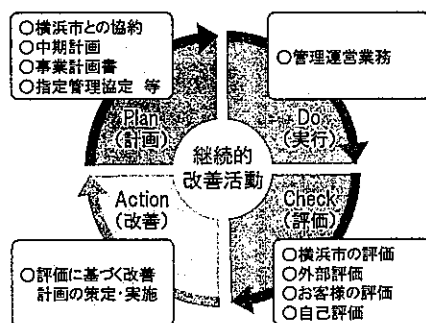 ○横浜市との協約
○中期計画
○事業計画書
○指定管理協定 等
○管理運営業務
Plan
(計画)
Do
(実行)
継続的
改善活動
Action
(改善)
Check
(評価)
○評価に基づく改善
計画の策定・実施
○横浜市の評価
○外部評価
○お客様の評価
○自己評価